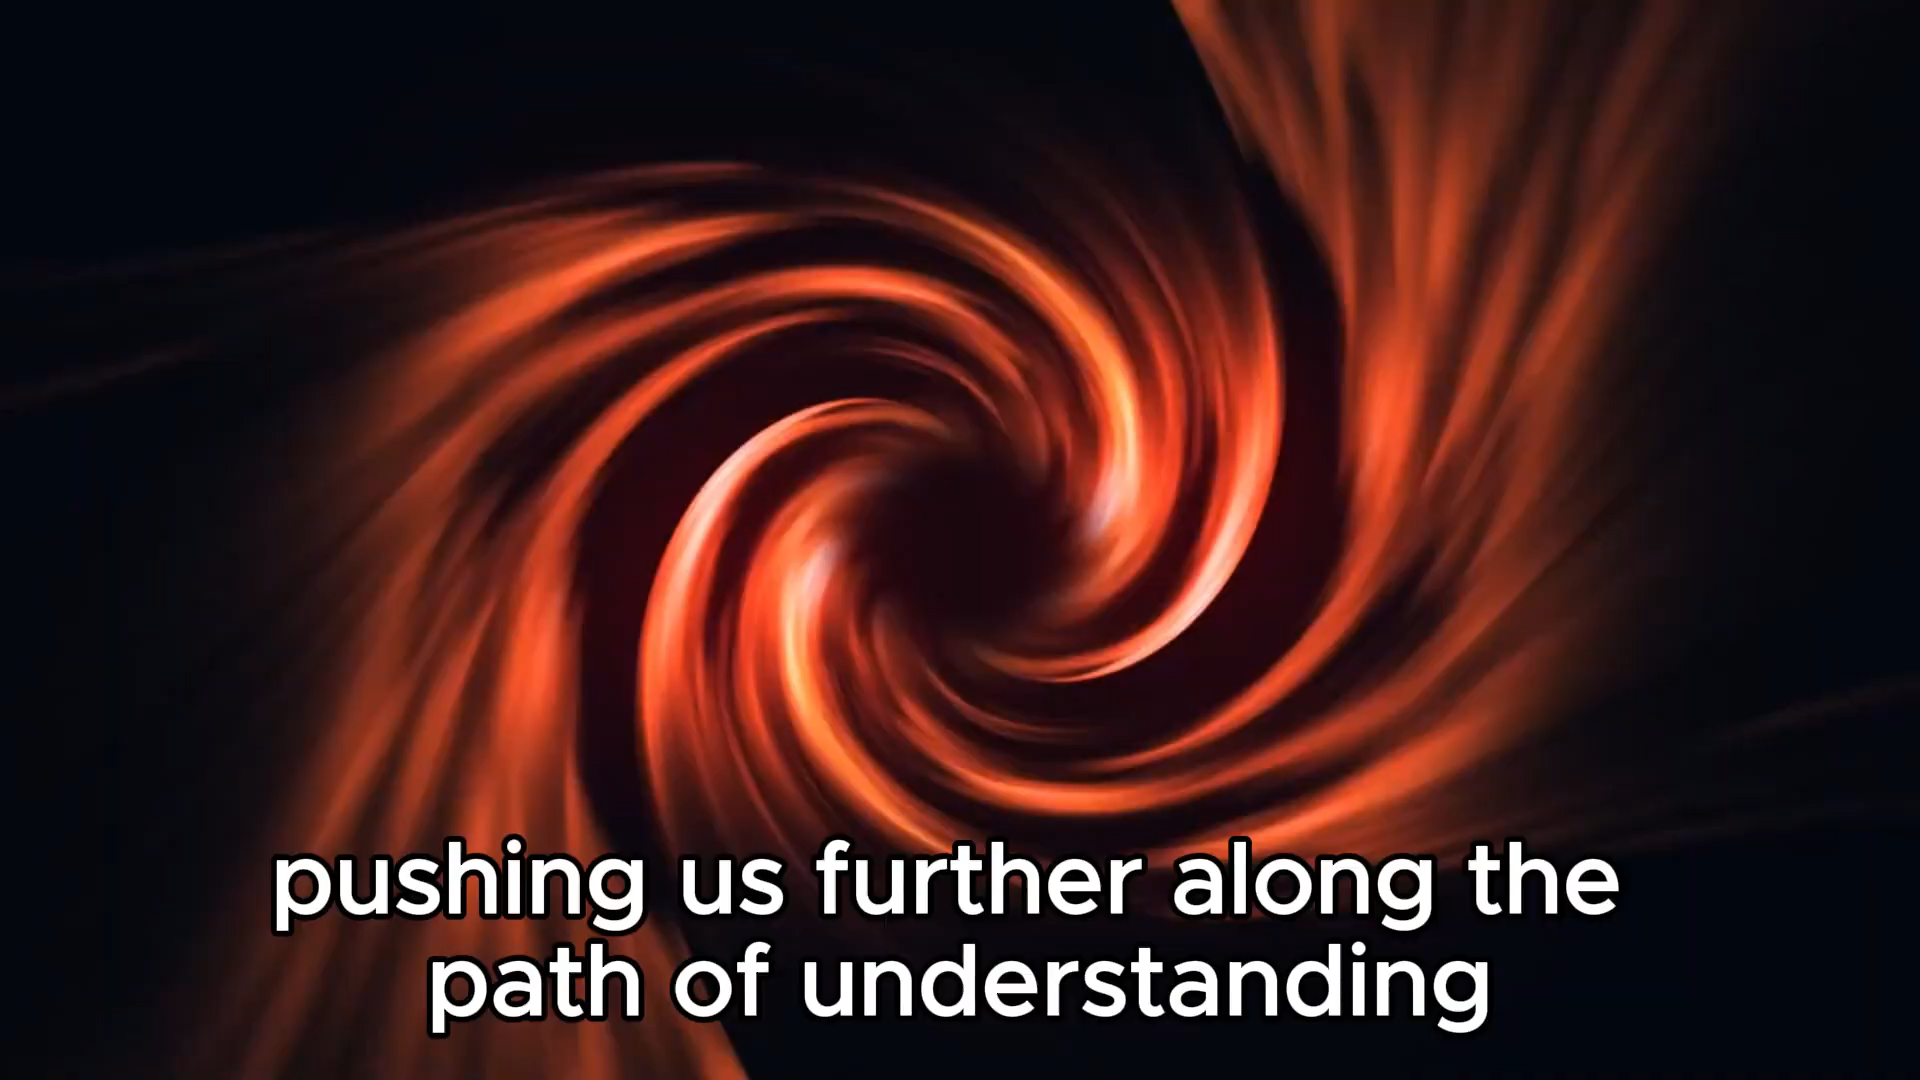 pushing us further along the
path of understanding